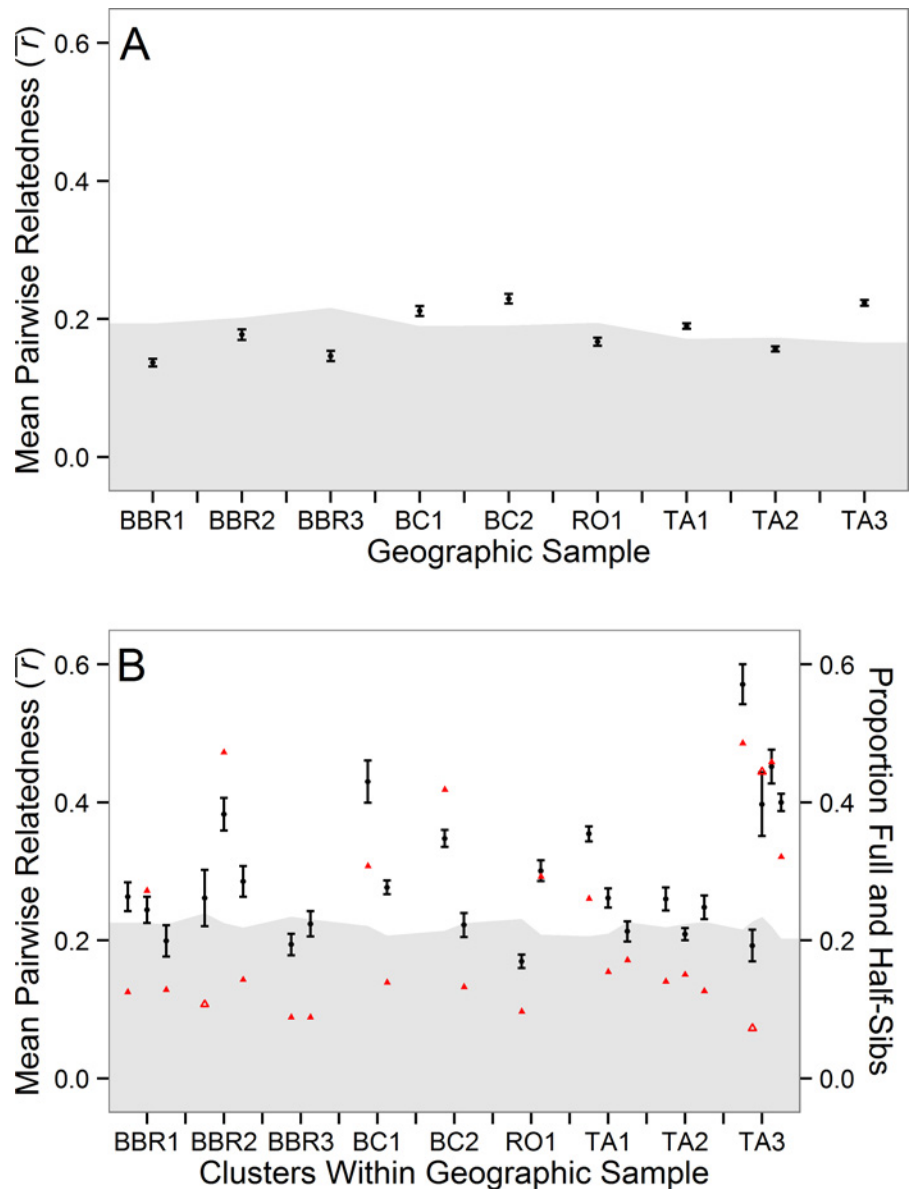 A
Mean Pairwise Relatedness (r̅)
0.6
0.4
0.2
0.0
BBR1 BBR2 BBR3 BC1 BC2 RO1 TA1 TA2 TA3
Geographic Sample
B
Mean Pairwise Relatedness (r̅)
0.6
0.4
0.2
0.0
0.6
0.4
0.2
0.0
Proportion Full and Half-Sibs
BBR1 BBR2 BBR3 BC1 BC2 RO1 TA1 TA2 TA3
Clusters Within Geographic Sample